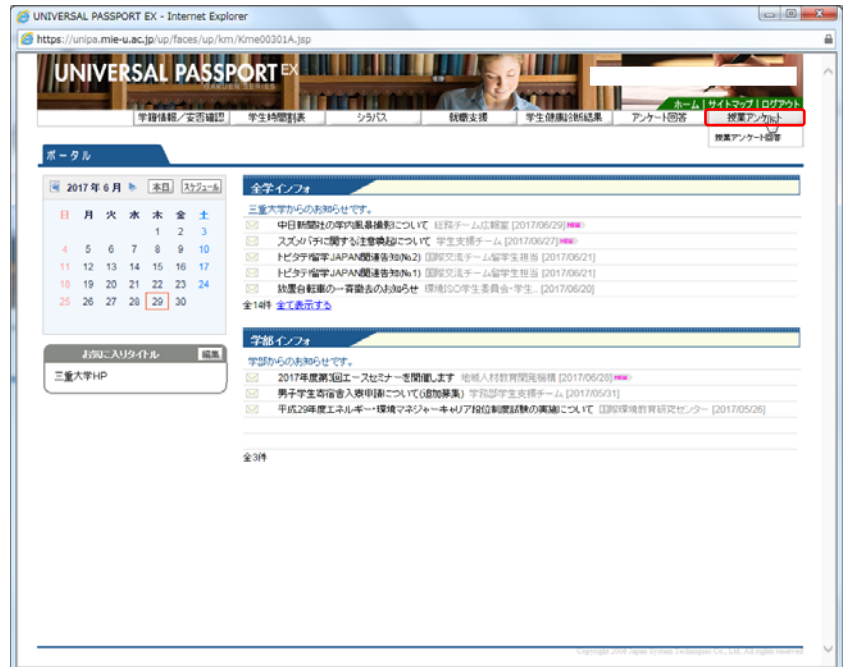 UNIVERSAL PASSPORT EX - Internet Explorer
https://unipa.mie-u.ac.jp/up/faces/up/km/Kme00301A.jsp
UNIVERSAL PASSPORT EX
GAKUEN SERIES
ホーム | サイトマップ | ログアウト
学籍情報/安否確認 学生時間割表 シラバス 就職支援 学生健康診断結果 アンケート回答 授業アンケート
授業アンケート回答
ポータル
2017 年 6 月 本日 スケジュール
日 月 火 水 木 金 土
1 2 3
4 5 6 7 8 9 10
11 12 13 14 15 16 17
18 19 20 21 22 23 24
25 26 27 28 29 30
お気に入りタイトル 編集
三重大学HP
全学インフォ
三重大学からのお知らせです。
中日新聞社の学内風景撮影について 総務チーム広報室 [2017/06/29] NEW
スズメバチに関する注意喚起について 学生支援チーム [2017/06/27] NEW
トビタテ!留学JAPAN関連告知(No.2) 国際交流チーム留学生担当 [2017/06/21]
トビタテ!留学JAPAN関連告知(No.1) 国際交流チーム留学生担当 [2017/06/21]
放置自転車の一斉撤去のお知らせ 環境ISO学生委員会・学生.. [2017/06/20]
全14件 全て表示する
学部インフォ
学部からのお知らせです。
2017年度第3回エースセミナーを開催します 地域人材教育開発機構 [2017/06/28] NEW
男子学生寄宿舎入寮申請について(追加募集) 学務部学生支援チーム [2017/05/31]
平成29年度エネルギー・環境マネジャーキャリア段位制度試験の実施について 国際環境教育研究センター [2017/05/26]
全3件
Copyright 2004 Japan System Techniques Co., Ltd. All rights reserved